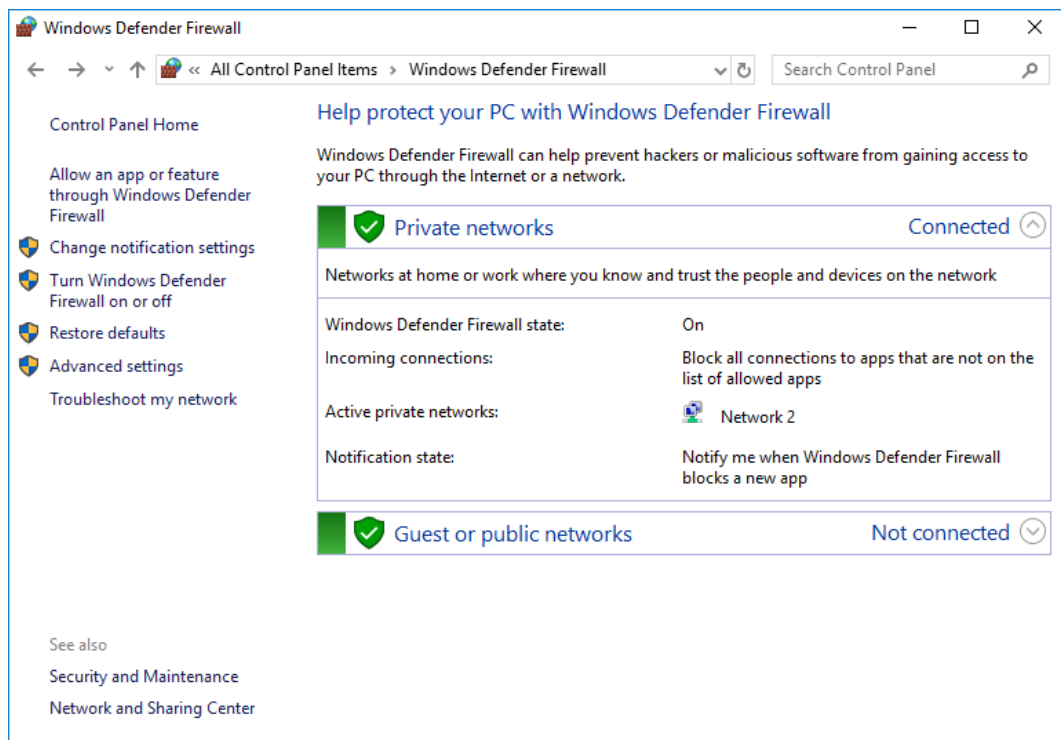 Windows Defender Firewall
« All Control Panel Items › Windows Defender Firewall
Search Control Panel
Control Panel Home
Allow an app or feature
through Windows Defender
Firewall
Change notification settings
Turn Windows Defender
Firewall on or off
Restore defaults
Advanced settings
Troubleshoot my network
Help protect your PC with Windows Defender Firewall
Windows Defender Firewall can help prevent hackers or malicious software from gaining access to
your PC through the Internet or a network.
Private networks Connected
Networks at home or work where you know and trust the people and devices on the network
Windows Defender Firewall state: On
Incoming connections: Block all connections to apps that are not on the
list of allowed apps
Active private networks: Network 2
Notification state: Notify me when Windows Defender Firewall
blocks a new app
Guest or public networks Not connected
See also
Security and Maintenance
Network and Sharing Center